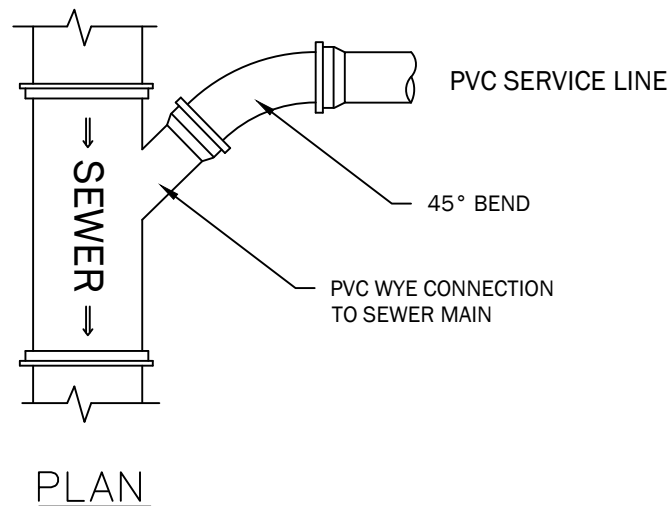 PVC SERVICE LINE
SEWER
45° BEND
PVC WYE CONNECTION
TO SEWER MAIN
PLAN